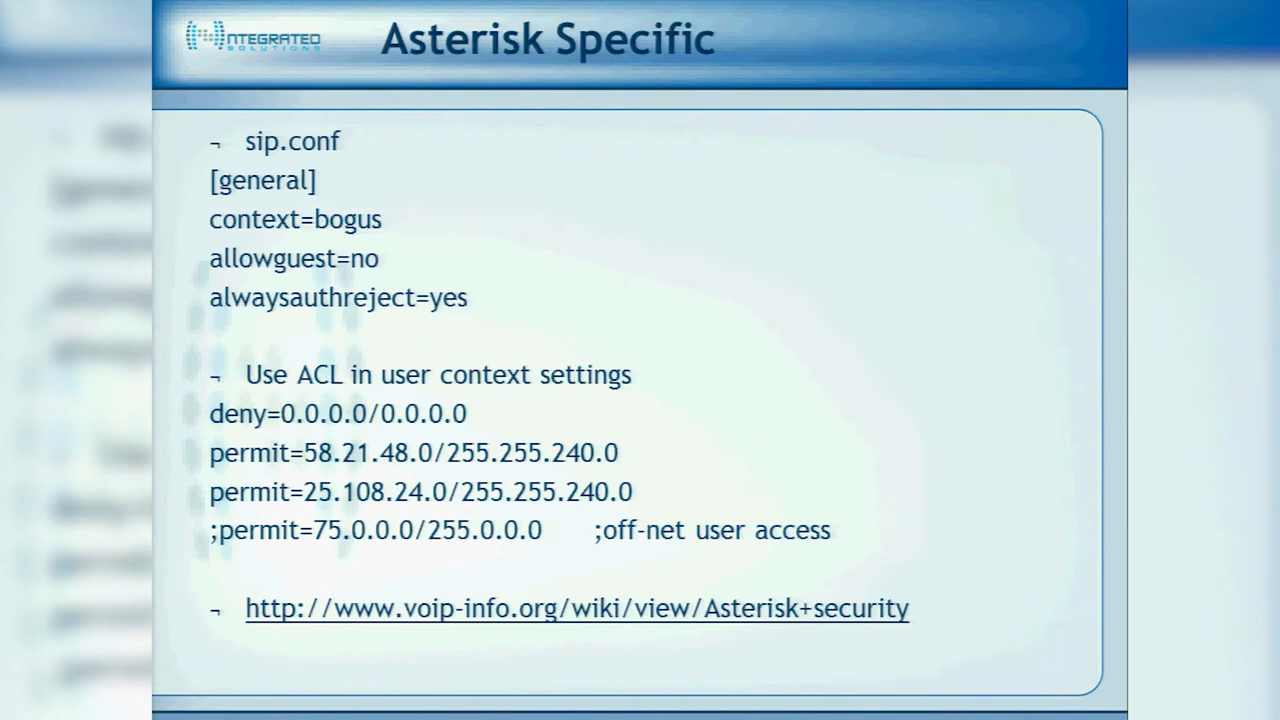 NTEGRATED
SOLUTIONS
Asterisk Specific
¬ sip.conf
[general]
context=bogus
allowguest=no
alwaysauthreject=yes
¬ Use ACL in user context settings
deny=0.0.0.0/0.0.0.0
permit=58.21.48.0/255.255.240.0
permit=25.108.24.0/255.255.240.0
;permit=75.0.0.0/255.0.0.0 ;off-net user access
¬ http://www.voip-info.org/wiki/view/Asterisk+security